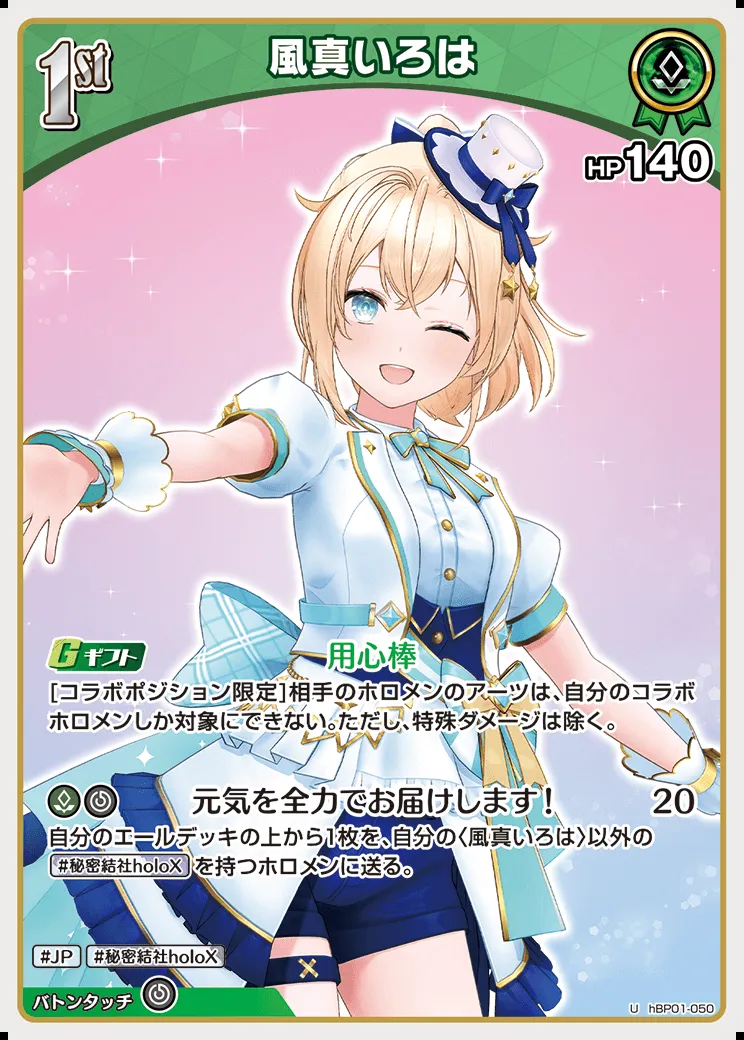 1st
風真いろは
HP140
Gギフト 用心棒
[コラボポジション限定]相手のホロメンのアーツは、自分のコラボ
ホロメンしか対象にできない。ただし、特殊ダメージは除く。
元気を全力でお届けします! 20
自分のエールデッキの上から1枚を、自分の〈風真いろは〉以外の
#秘密結社holoX を持つホロメンに送る。
#JP #秘密結社holoX
バトンタッチ
U hBP01-050